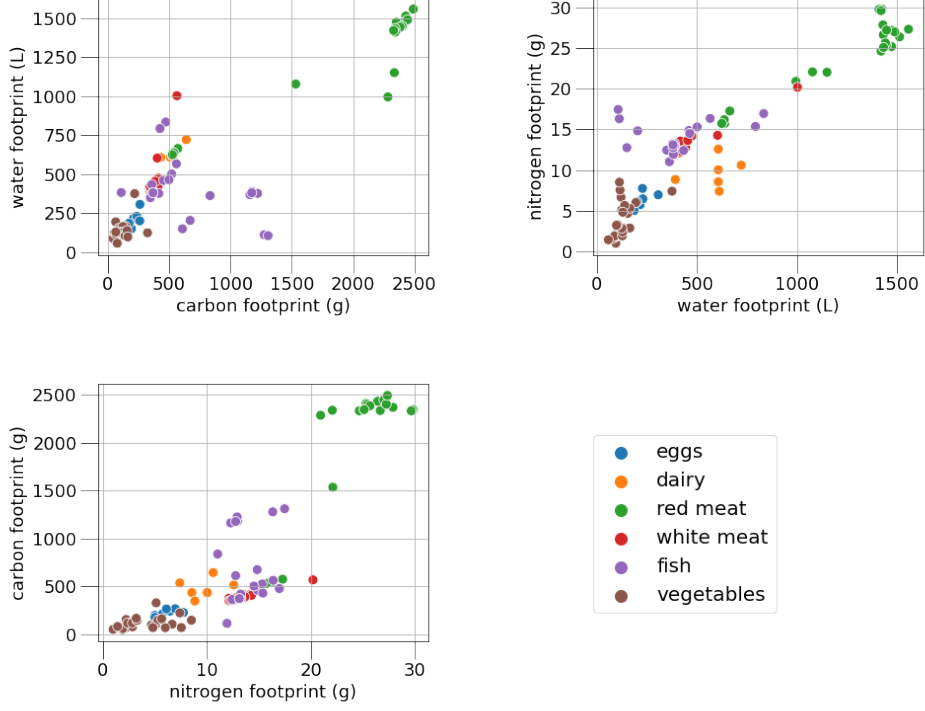 1500
1250
1000
750
500
250
0
water footprint (L)
0 500 1000 1500 2000 2500
carbon footprint (g)
30
25
20
15
10
5
0
nitrogen footprint (g)
0 500 1000 1500
water footprint (L)
2500
2000
1500
1000
500
0
carbon footprint (g)
0 10 20 30
nitrogen footprint (g)
eggs
dairy
red meat
white meat
fish
vegetables